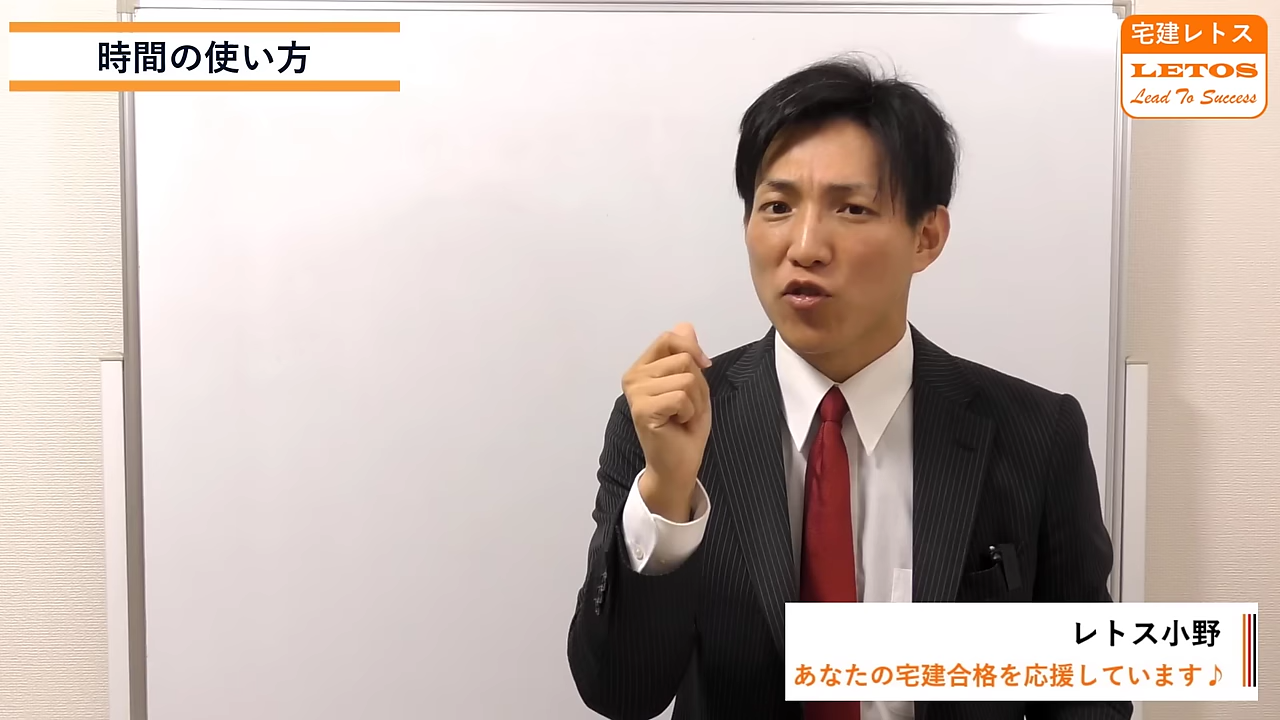 時間の使い方
宅建レトス
LETOS
Lead To Success
レトス小野
あなたの宅建合格を応援しています♪